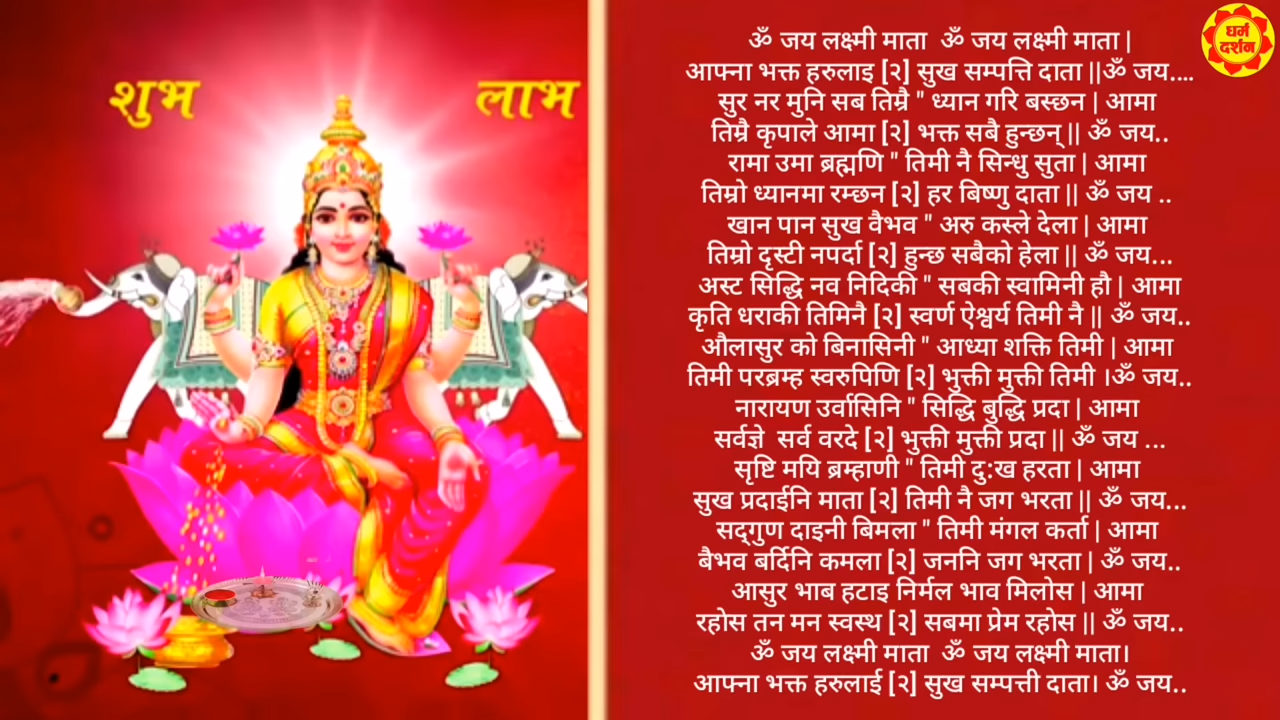 शुभ
लाभ
धर्म
दर्शन
ॐ जय लक्ष्मी माता ॐ जय लक्ष्मी माता |
आफ्ना भक्त हरुलाइ [२] सुख सम्पत्ति दाता ||ॐ जय....
सुर नर मुनि सब तिम्रै " ध्यान गरि बस्छन | आमा
तिम्रै कृपाले आमा [२] भक्त सबै हुन्छन् || ॐ जय..
रामा उमा ब्रह्मणि " तिमी नै सिन्धु सुता | आमा
तिम्रो ध्यानमा रम्छन [२] हर बिष्णु दाता || ॐ जय ..
खान पान सुख वैभव " अरु कस्ले देला | आमा
तिम्रो दृस्टी नपर्दा [२] हुन्छ सबैको हेला || ॐ जय...
अस्ट सिद्धि नव निदिकी " सबकी स्वामिनी हौ | आमा
कृति धराकी तिमिनै [२] स्वर्ण ऐश्वर्य तिमी नै || ॐ जय..
औलासुर को बिनासिनी " आध्या शक्ति तिमी | आमा
तिमी परब्रम्ह स्वरुपिणि [२] भुक्ती मुक्ती तिमी ।ॐ जय..
नारायण उर्वासिनि " सिद्धि बुद्धि प्रदा | आमा
सर्वज्ञे सर्व वरदे [२] भुक्ती मुक्ती प्रदा || ॐ जय ...
सृष्टि मयि ब्रम्हाणी " तिमी दु:ख हरता | आमा
सुख प्रदाईनि माता [२] तिमी नै जग भरता || ॐ जय...
सद्गुण दाइनी बिमला " तिमी मंगल कर्ता | आमा
बैभव बर्दिनि कमला [२] जननि जग भरता | ॐ जय..
आसुर भाब हटाइ निर्मल भाव मिलोस | आमा
रहोस तन मन स्वस्थ [२] सबमा प्रेम रहोस || ॐ जय..
ॐ जय लक्ष्मी माता ॐ जय लक्ष्मी माता।
आफ्ना भक्त हरुलाई [२] सुख सम्पत्ती दाता। ॐ जय..